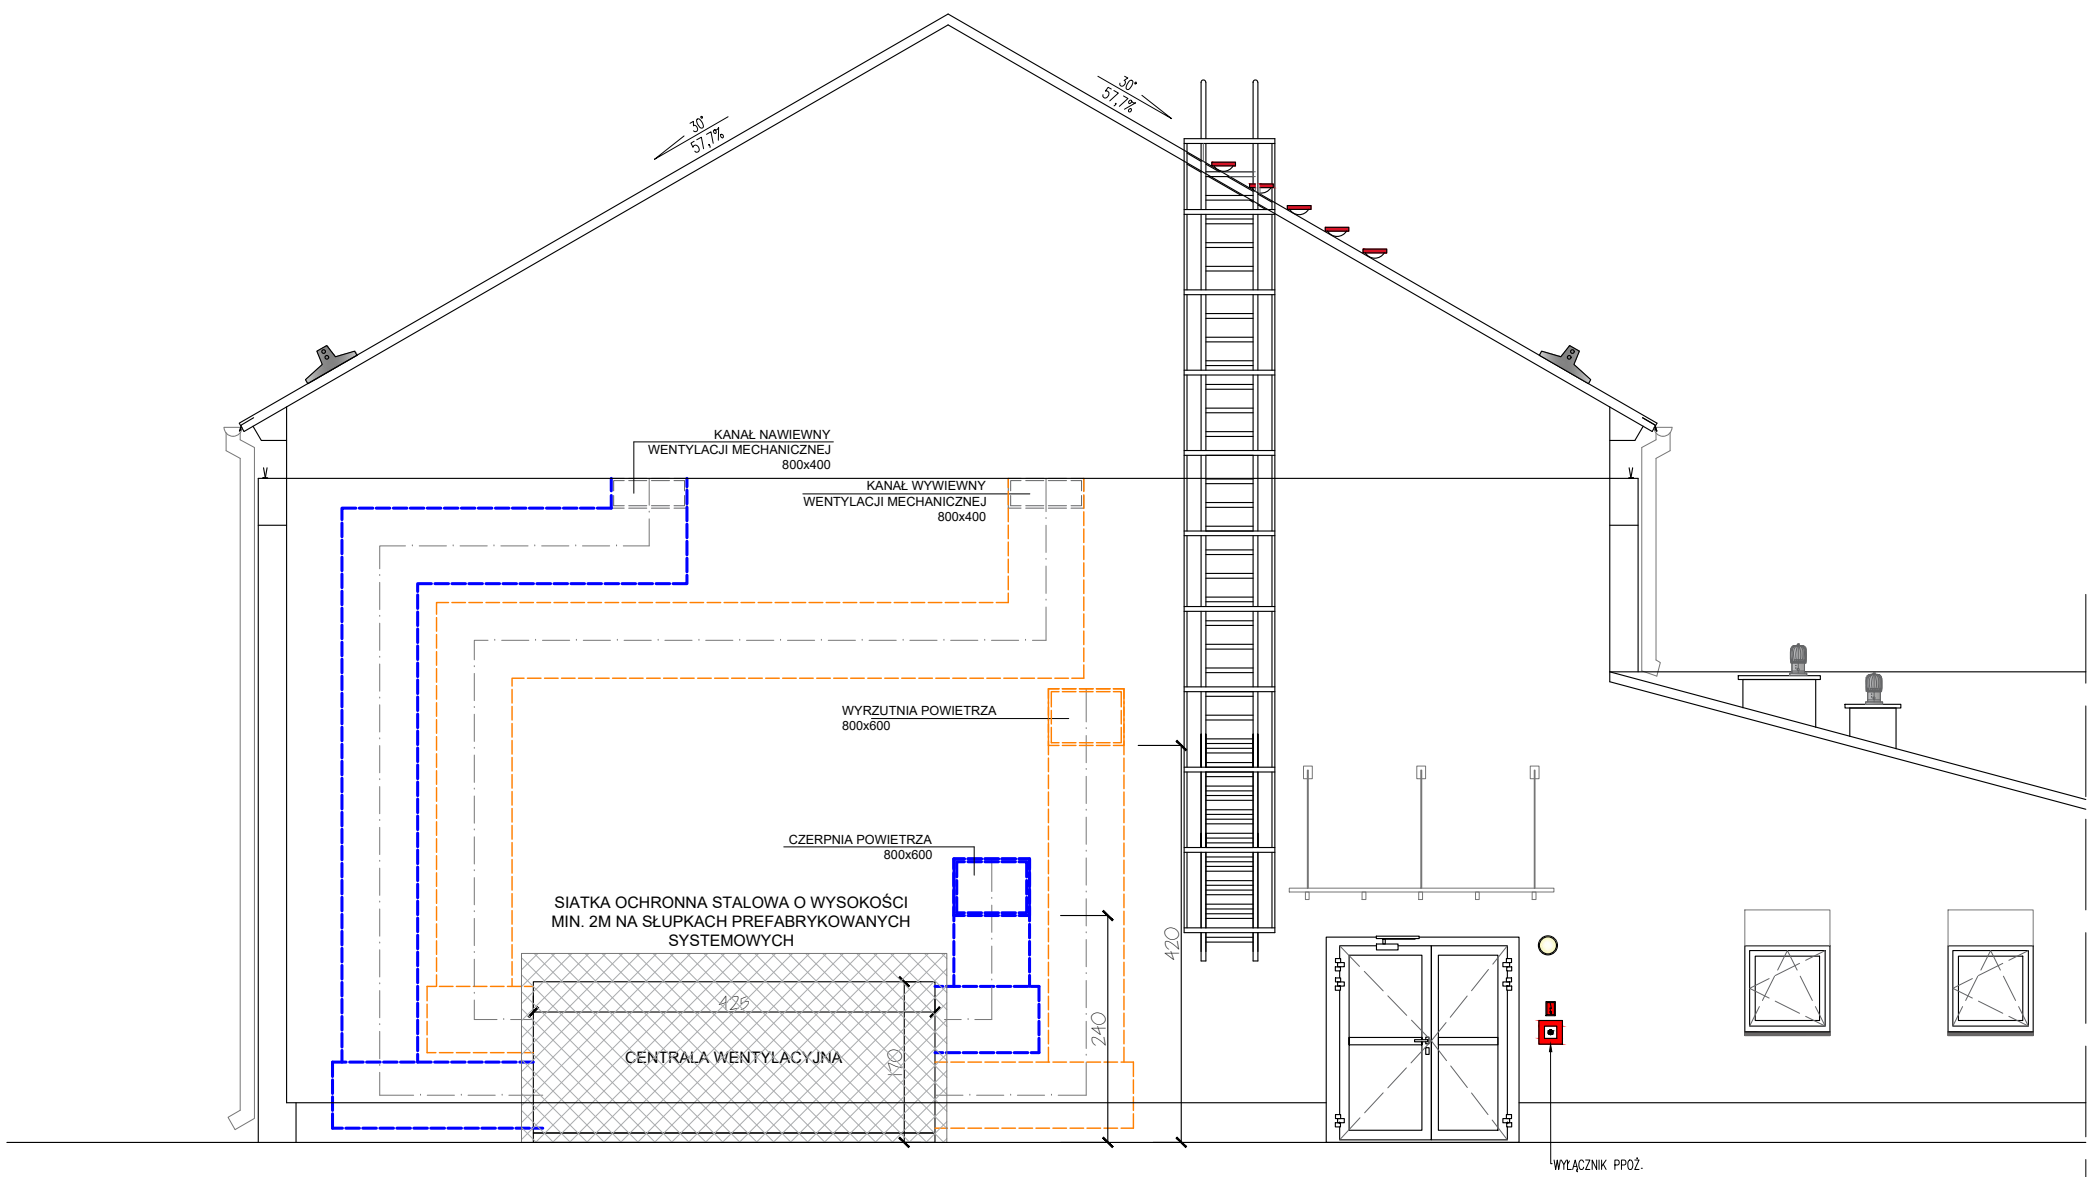 30°
57,7%
30°
57,7%
KANAŁ NAWIEWNY
WENTYLACJI MECHANICZNEJ
800x400
KANAŁ WYWIEWNY
WENTYLACJI MECHANICZNEJ
800x400
WYRZUTNIA POWIETRZA
800x600
CZERPNIA POWIETRZA
800x600
SIATKA OCHRONNA STALOWA O WYSOKOŚCI
MIN. 2M NA SŁUPKACH PREFABRYKOWANYCH
SYSTEMOWYCH
420
425
240
CENTRALA WENTYLACYJNA
170
WYŁĄCZNIK PPOŻ.